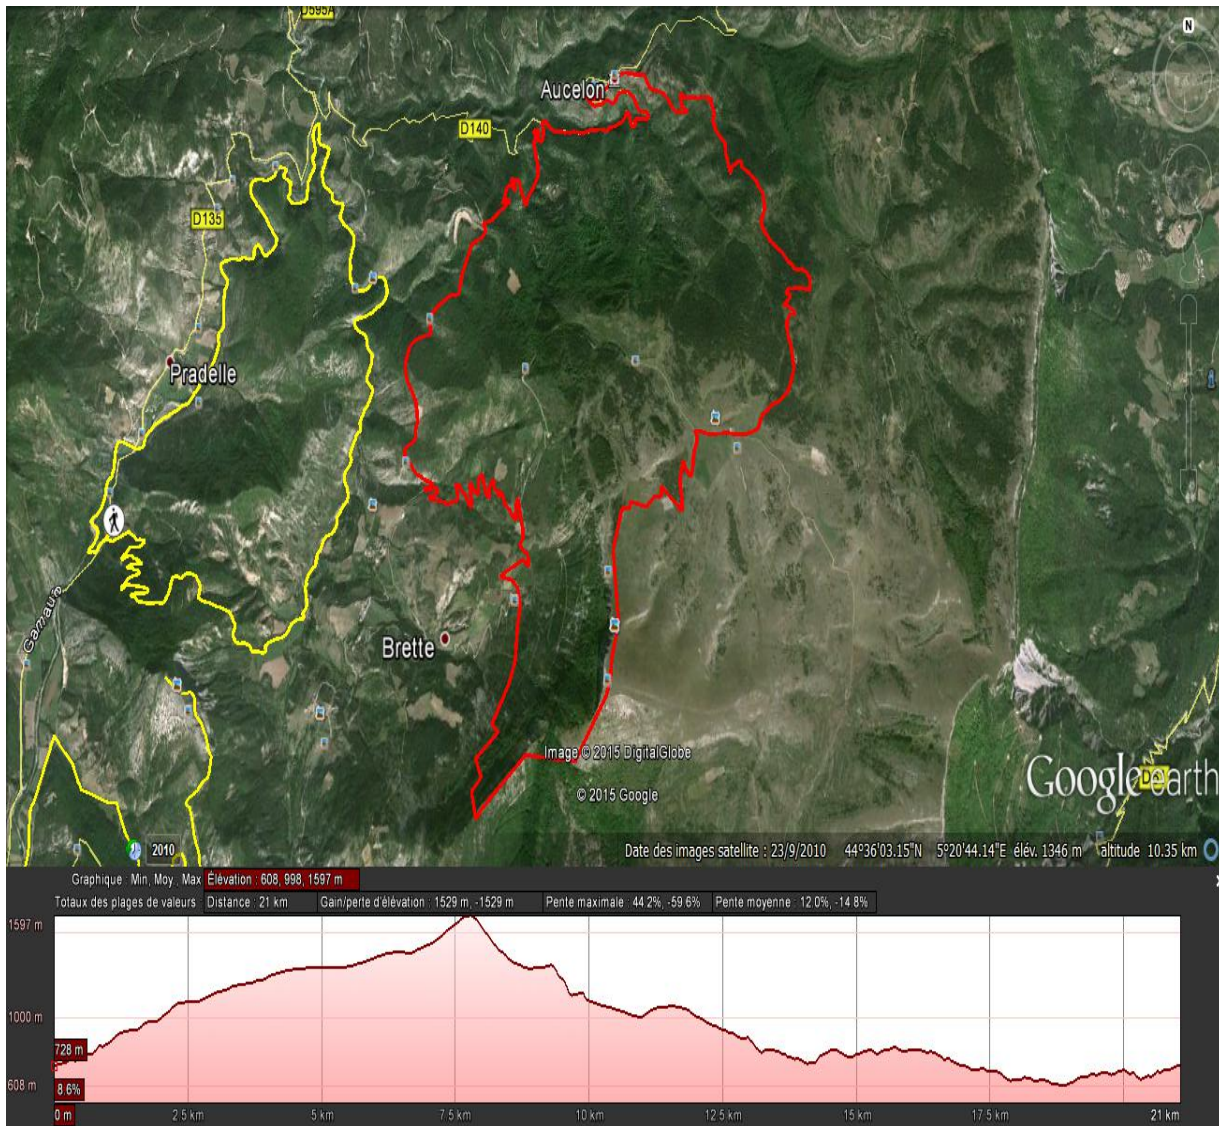 D595A
N
Aucelon
D140
D135
Pradelle
Gamaure
Brette
Image © 2015 DigitalGlobe
© 2015 Google
Google earth
2010
Date des images satellite : 23/9/2010 44°36'03.15"N 5°20'44.14"E élév. 1346 m altitude 10.35 km
Graphique : Min, Moy., Max Élévation : 608, 998, 1597 m
Totaux des plages de valeurs : Distance : 21 km Gain/perte d'élévation : 1529 m, -1529 m Pente maximale : 44.2%, -59.6% Pente moyenne : 12.0%, -14.8%
1597 m
1000 m
728 m
608 m
8.6%
0 m 2.5 km 5 km 7.5 km 10 km 12.5 km 15 km 17.5 km 21 km